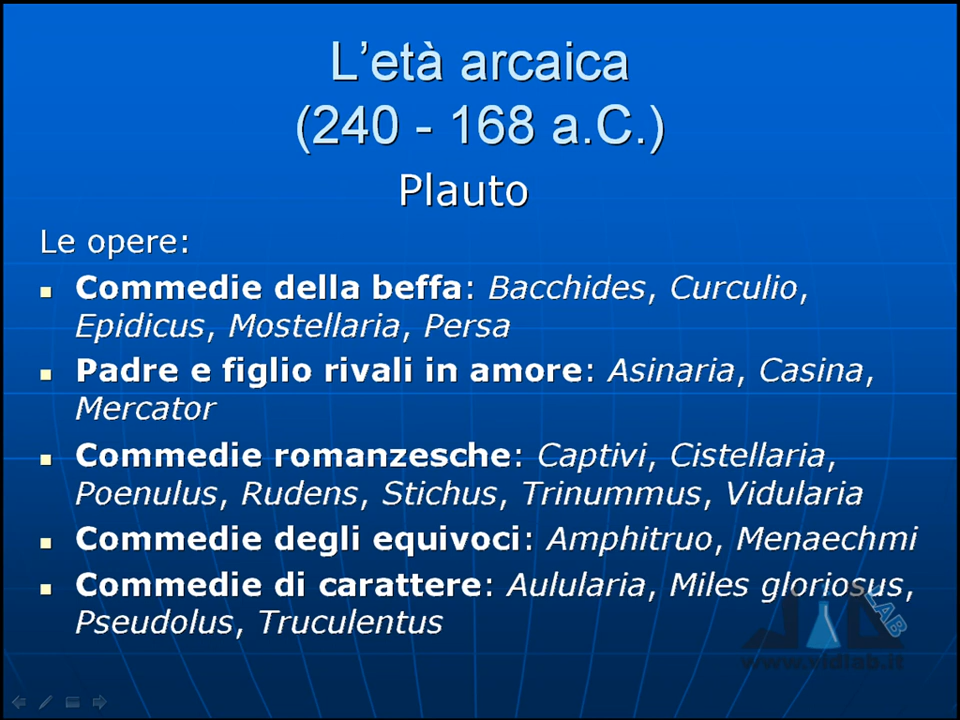 L'età arcaica
(240 - 168 a.C.)
Plauto
Le opere:
Commedie della beffa: Bacchides, Curculio,
Epidicus, Mostellaria, Persa
Padre e figlio rivali in amore: Asinaria, Casina,
Mercator
Commedie romanzesche: Captivi, Cistellaria,
Poenulus, Rudens, Stichus, Trinummus, Vidularia
Commedie degli equivoci: Amphitruo, Menaechmi
Commedie di carattere: Aulularia, Miles gloriosus,
Pseudolus, Truculentus
LAB
www.vidlab.it